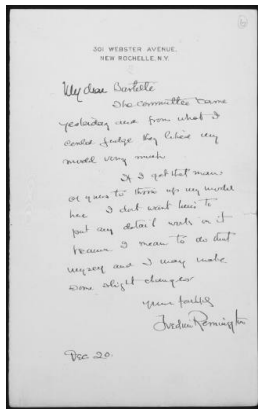 301 WEBSTER AVENUE,
NEW ROCHELLE, N.Y.
My dear Bartlett
The committee came
yesterday and from what I
could judge they liked my
model very much.
If I get that man
of yours to throw up my model
here I dont want him to
put any detail work on it
because I mean to do that
myself and I may make
some slight changes
Yours faithfully
Frederic Remington
Dec 20.